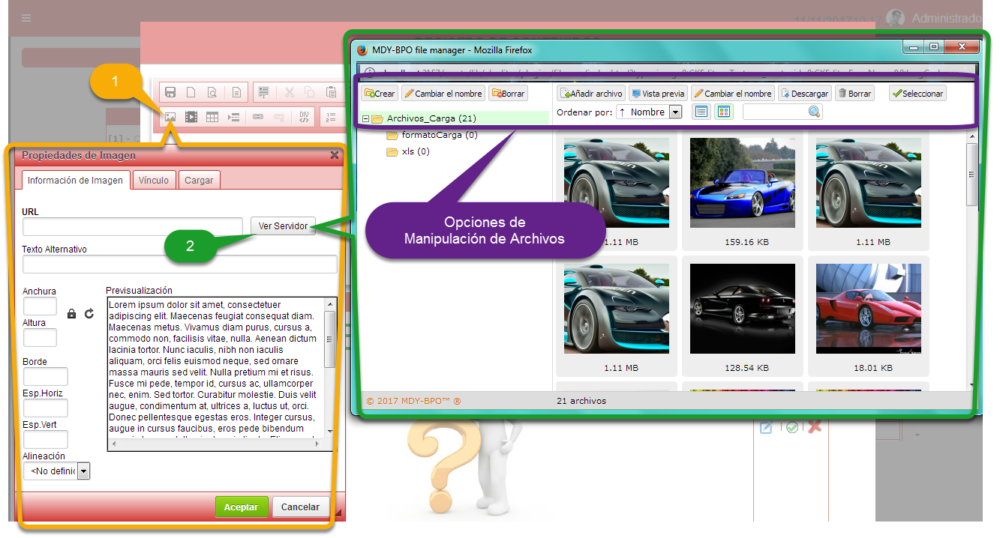 Administrado
MDY-BPO file manager - Mozilla Firefox
1
Crear
Cambiar el nombre
Borrar
Añadir archivo
Vista previa
Cambiar el nombre
Descargar
Borrar
Seleccionar
Ordenar por:
↑ Nombre
Archivos_Carga (21)
formatoCarga (0)
xls (0)
[1] -
Propiedades de Imagen
Información de Imagen
Vínculo
Cargar
URL
Ver Servidor
2
Texto Alternativo
Anchura
Altura
Borde
Esp.Horiz
Esp.Vert
Alineación
<No definic
Previsualización
Lorem ipsum dolor sit amet, consectetuer
adipiscing elit. Maecenas feugiat consequat diam.
Maecenas metus. Vivamus diam purus, cursus a,
commodo non, facilisis vitae, nulla. Aenean dictum
lacinia tortor. Nunc iaculis, nibh non iaculis
aliquam, orci felis euismod neque, sed ornare
massa mauris sed velit. Nulla pretium mi et risus.
Fusce mi pede, tempor id, cursus ac, ullamcorper
nec, enim. Sed tortor. Curabitur molestie. Duis velit
augue, condimentum at, ultrices a, luctus ut, orci.
Donec pellentesque egestas eros. Integer cursus,
augue in cursus faucibus, eros pede bibendum
Aceptar
Cancelar
Opciones de
Manipulación de Archivos
1.11 MB
159.16 KB
1.11 MB
1.11 MB
128.54 KB
18.01 KB
© 2017 MDY-BPO™ ®
21 archivos